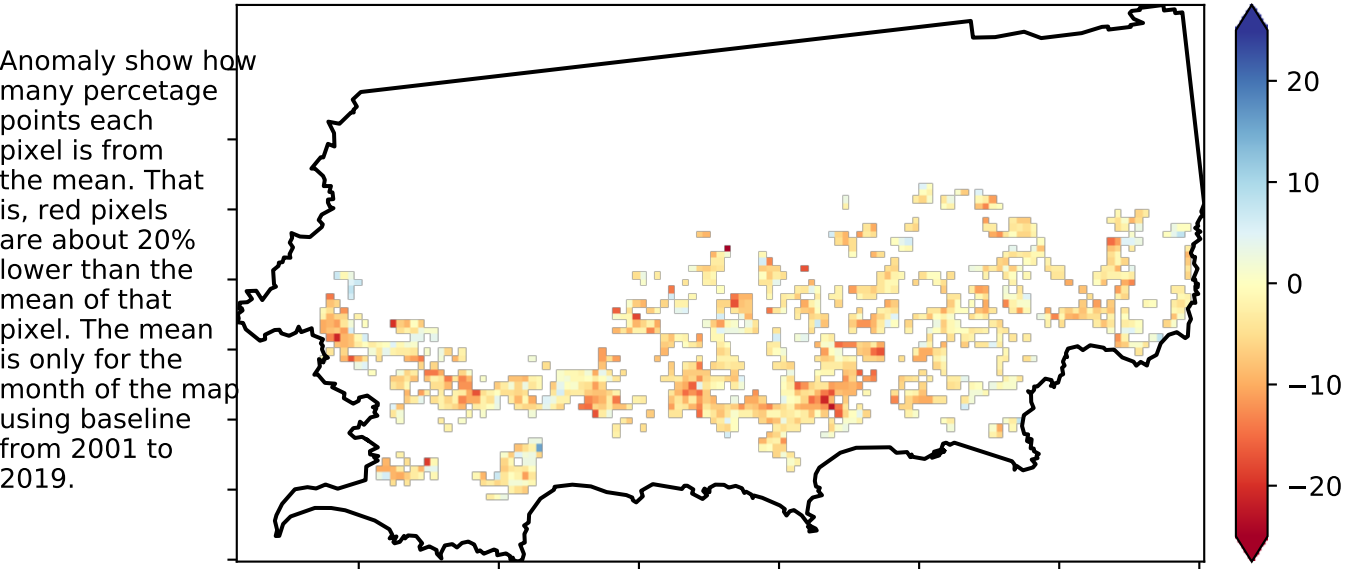 Anomaly show how
many percetage
points each
pixel is from
the mean. That
is, red pixels
are about 20%
lower than the
mean of that
pixel. The mean
is only for the
month of the map
using baseline
from 2001 to
2019.
20
10
0
−10
−20